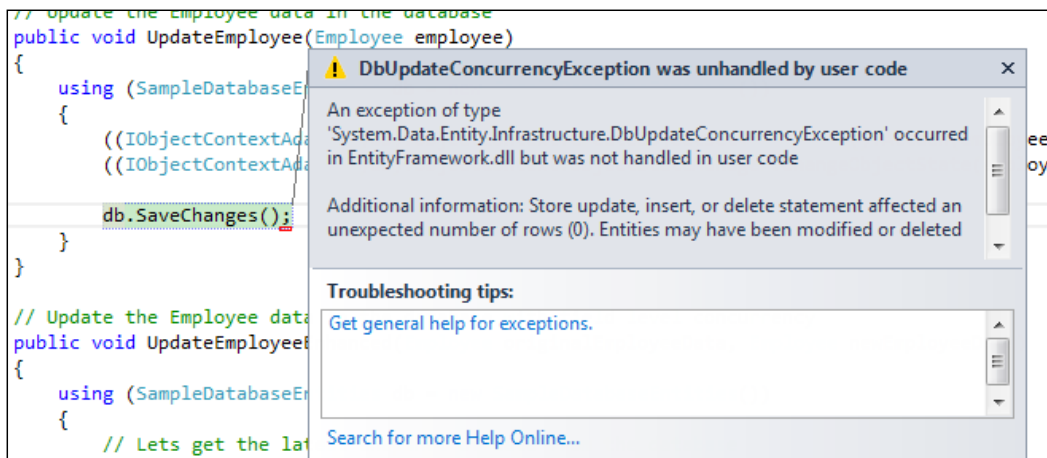 // Update the Employee data in the database
public void UpdateEmployee(Employee employee)
{
using (SampleDatabaseE
{
((IObjectContextAda
((IObjectContextAda
db.SaveChanges();
}
}
// Update the Employee data
public void UpdateEmployeeE
{
using (SampleDatabaseEn
{
// Lets get the lat
DbUpdateConcurrencyException was unhandled by user code
An exception of type
'System.Data.Entity.Infrastructure.DbUpdateConcurrencyException' occurred
in EntityFramework.dll but was not handled in user code
Additional information: Store update, insert, or delete statement affected an
unexpected number of rows (0). Entities may have been modified or deleted
Troubleshooting tips:
Get general help for exceptions.
Search for more Help Online...
ee
oy